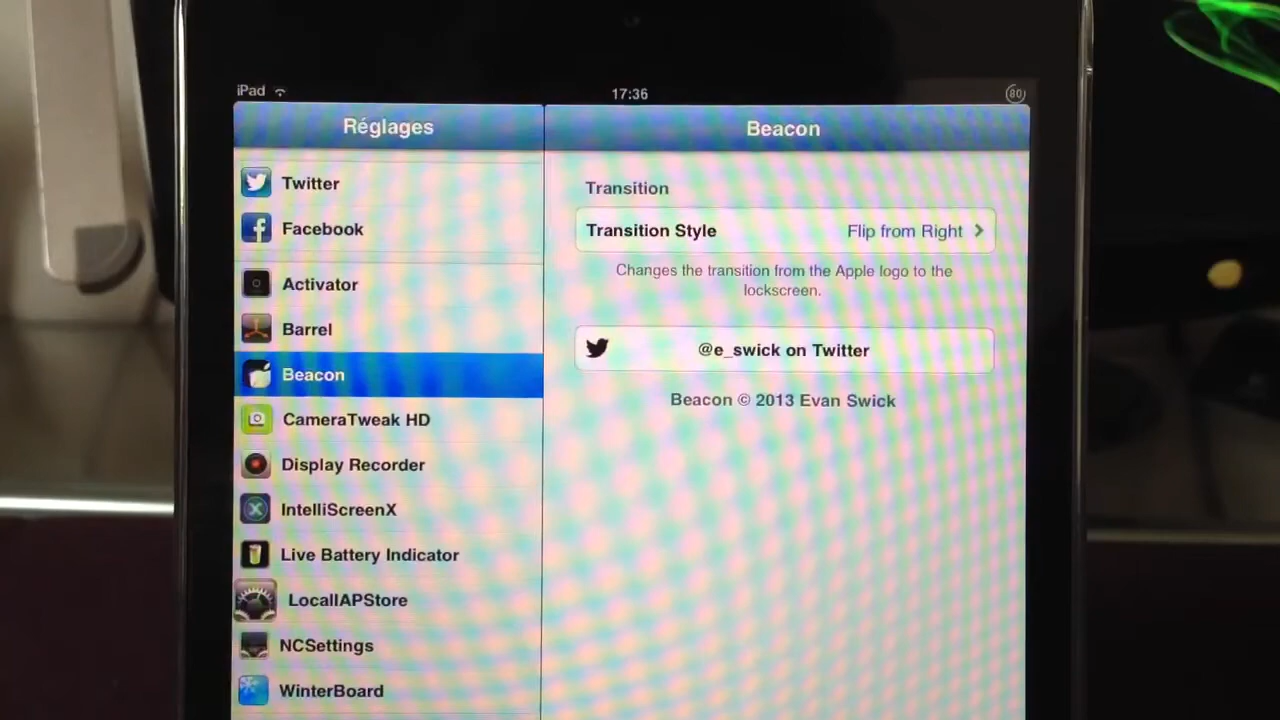 iPad
17:36
80
Réglages
Twitter
Facebook
Activator
Barrel
Beacon
CameraTweak HD
Display Recorder
IntelliScreenX
Live Battery Indicator
LocalIAPStore
NCSettings
WinterBoard
Beacon
Transition
Transition Style Flip from Right
Changes the transition from the Apple logo to the
lockscreen.
@e_swick on Twitter
Beacon © 2013 Evan Swick